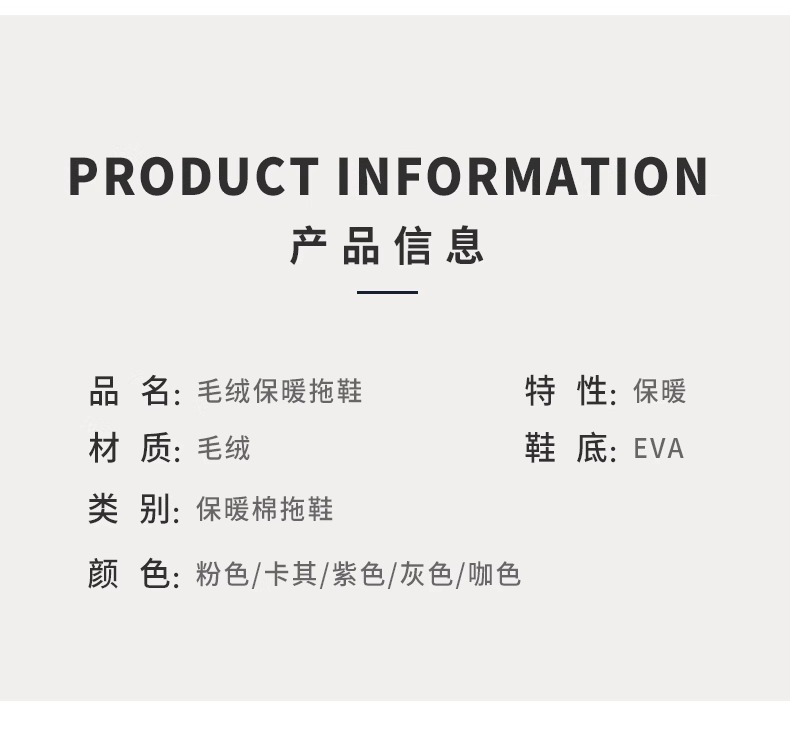 PRODUCT INFORMATION
产品信息
品 名: 毛绒保暖拖鞋 特 性: 保暖
材 质: 毛绒 鞋 底: EVA
类 别: 保暖棉拖鞋
颜 色: 粉色/卡其/紫色/灰色/咖色